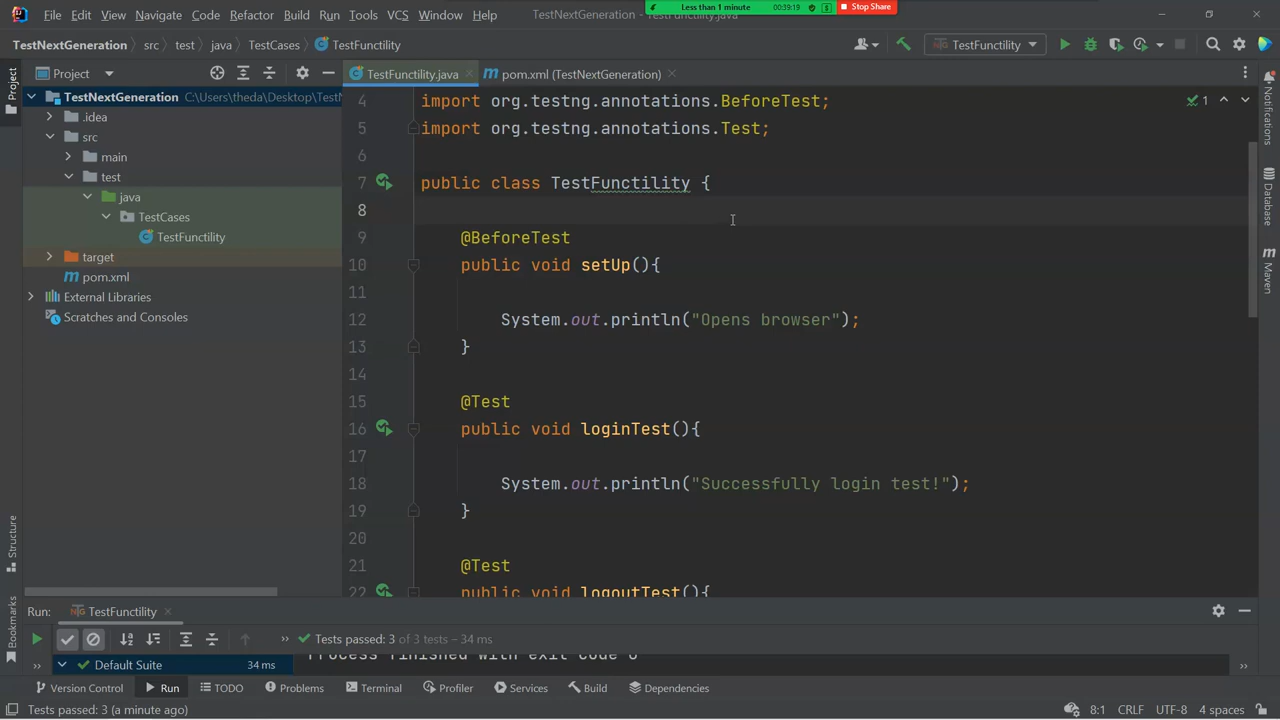 File Edit View Navigate Code Refactor Build Run Tools VCS Window Help TestNextGeneration - TestFunctility.java
Less than 1 minute 00:39:19 $ Stop Share
TestNextGeneration src test java TestCases TestFunctility TestFunctility
Project TestFunctility.java pom.xml (TestNextGeneration)
Project
TestNextGeneration C:\Users\theda\Desktop\TestN
.idea
src
main
test
java
TestCases
TestFunctility
target
pom.xml
External Libraries
Scratches and Consoles
4 import org.testng.annotations.BeforeTest;
5 import org.testng.annotations.Test;
6
7 public class TestFunctility {
8
9 @BeforeTest
10 public void setUp(){
11
12 System.out.println("Opens browser");
13 }
14
15 @Test
16 public void loginTest(){
17
18 System.out.println("Successfully login test!");
19 }
20
21 @Test
22 public void logoutTest(){
1
Notifications
Database
Maven
Structure
Bookmarks
Run: TestFunctility
Tests passed: 3 of 3 tests – 34 ms
Default Suite 34 ms
Process finished with exit code 0
Version Control Run TODO Problems Terminal Profiler Services Build Dependencies
Tests passed: 3 (a minute ago) 8:1 CRLF UTF-8 4 spaces